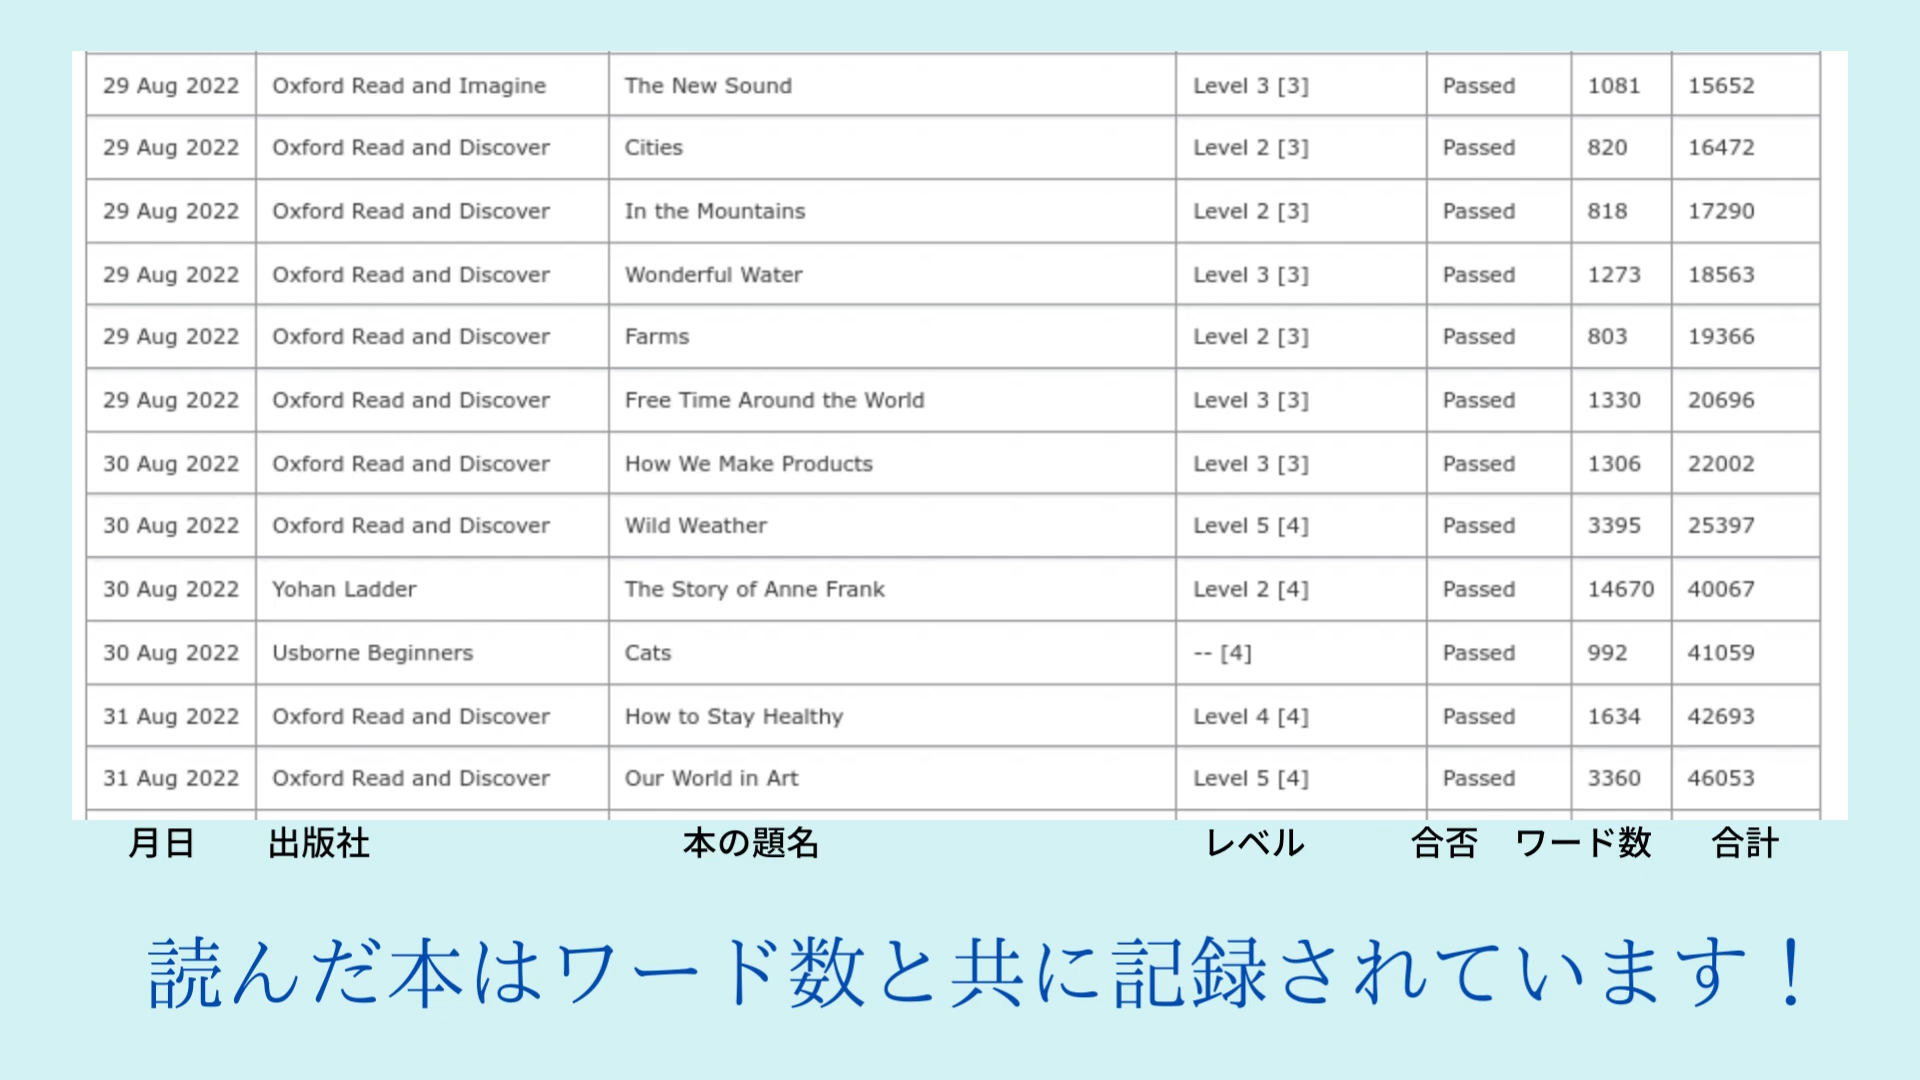 29 Aug 2022 Oxford Read and Imagine The New Sound Level 3 [3] Passed 1081 15652
29 Aug 2022 Oxford Read and Discover Cities Level 2 [3] Passed 820 16472
29 Aug 2022 Oxford Read and Discover In the Mountains Level 2 [3] Passed 818 17290
29 Aug 2022 Oxford Read and Discover Wonderful Water Level 3 [3] Passed 1273 18563
29 Aug 2022 Oxford Read and Discover Farms Level 2 [3] Passed 803 19366
29 Aug 2022 Oxford Read and Discover Free Time Around the World Level 3 [3] Passed 1330 20696
30 Aug 2022 Oxford Read and Discover How We Make Products Level 3 [3] Passed 1306 22002
30 Aug 2022 Oxford Read and Discover Wild Weather Level 5 [4] Passed 3395 25397
30 Aug 2022 Yohan Ladder The Story of Anne Frank Level 2 [4] Passed 14670 40067
30 Aug 2022 Usborne Beginners Cats -- [4] Passed 992 41059
31 Aug 2022 Oxford Read and Discover How to Stay Healthy Level 4 [4] Passed 1634 42693
31 Aug 2022 Oxford Read and Discover Our World in Art Level 5 [4] Passed 3360 46053
月日 出版社 本の題名 レベル 合否 ワード数 合計
読んだ本はワード数と共に記録されています！